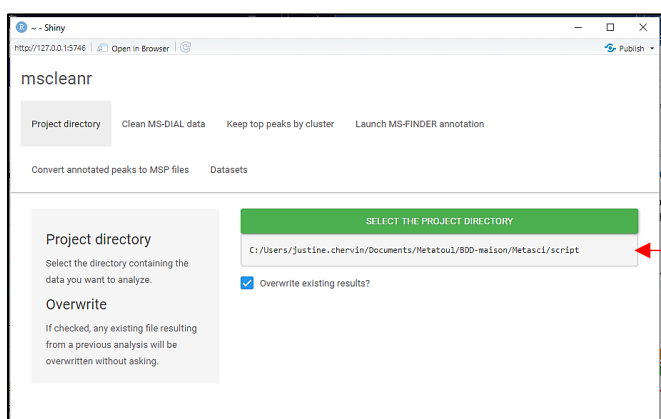 ~ - Shiny
http://127.0.0.1:5746 Open in Browser Publish
mscleanr
Project directory Clean MS-DIAL data Keep top peaks by cluster Launch MS-FINDER annotation
Convert annotated peaks to MSP files Datasets
SELECT THE PROJECT DIRECTORY
C:/Users/justine.chervin/Documents/Metatoul/BDD-maison/Metasci/script
Overwrite existing results?
Project directory
Select the directory containing the
data you want to analyze.
Overwrite
If checked, any existing file resulting
from a previous analysis will be
overwritten without asking.